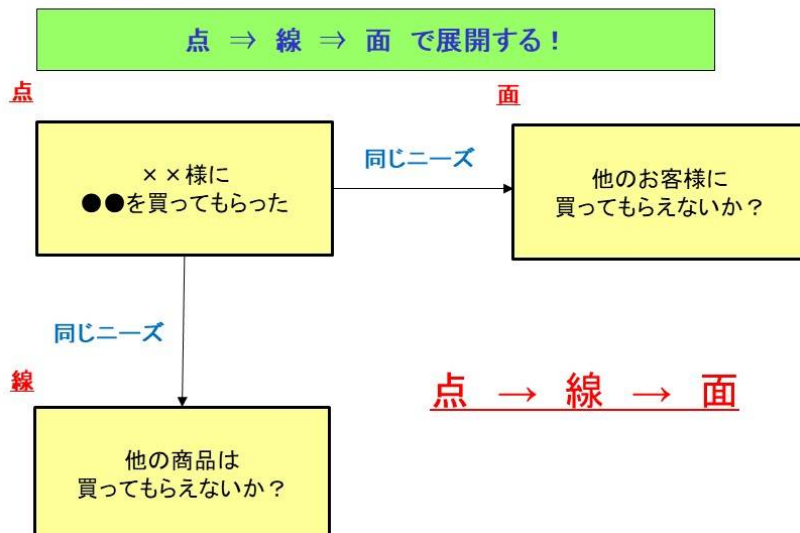 点 ⇒ 線 ⇒ 面 で展開する!
点
面
××様に
●●を買ってもらった
同じニーズ
他のお客様に
買ってもらえないか?
同じニーズ
線
点 → 線 → 面
他の商品は
買ってもらえないか?